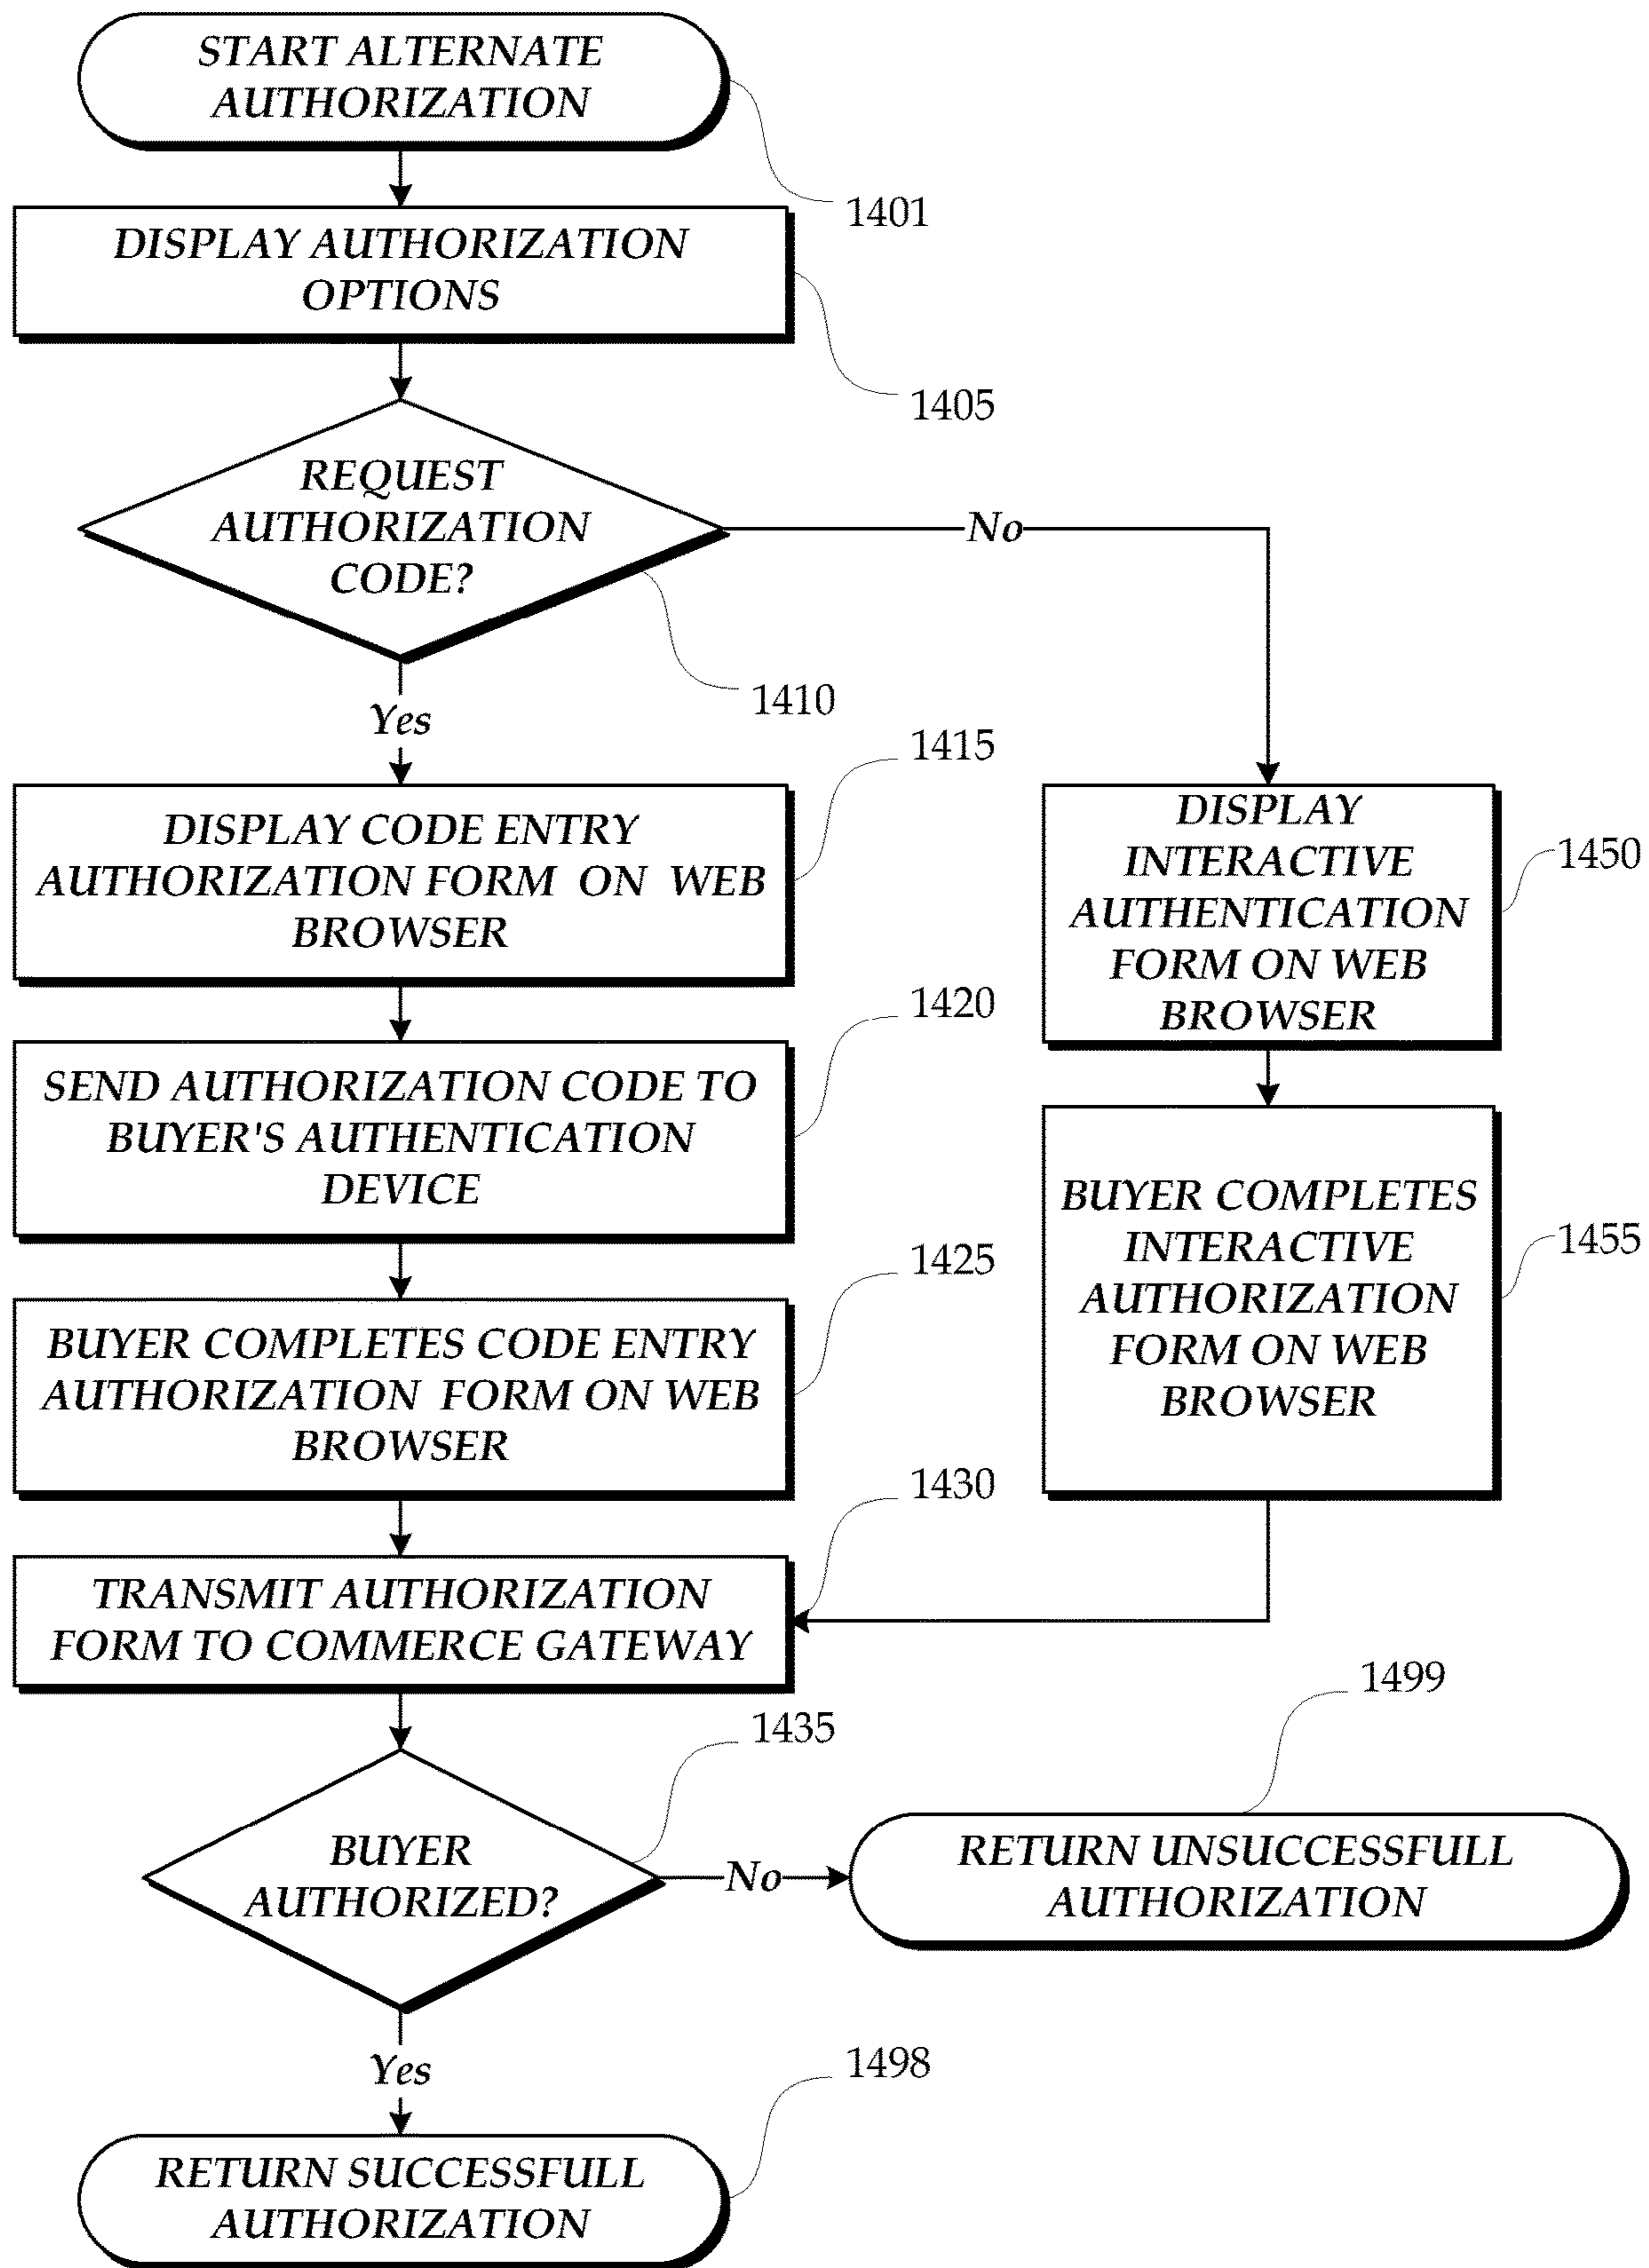 START ALTERNATE
AUTHORIZATION
1401
DISPLAY AUTHORIZATION
OPTIONS
1405
REQUEST
AUTHORIZATION
CODE?
1410
No
Yes
1415
DISPLAY CODE ENTRY
AUTHORIZATION FORM ON WEB
BROWSER
DISPLAY
INTERACTIVE
AUTHENTICATION
FORM ON WEB
BROWSER
1450
1420
SEND AUTHORIZATION CODE TO
BUYER'S AUTHENTICATION
DEVICE
BUYER COMPLETES
INTERACTIVE
AUTHORIZATION
FORM ON WEB
BROWSER
1455
1425
BUYER COMPLETES CODE ENTRY
AUTHORIZATION FORM ON WEB
BROWSER
1430
TRANSMIT AUTHORIZATION
FORM TO COMMERCE GATEWAY
1435
BUYER
AUTHORIZED?
No
1499
RETURN UNSUCCESSFULL
AUTHORIZATION
Yes
1498
RETURN SUCCESSFULL
AUTHORIZATION